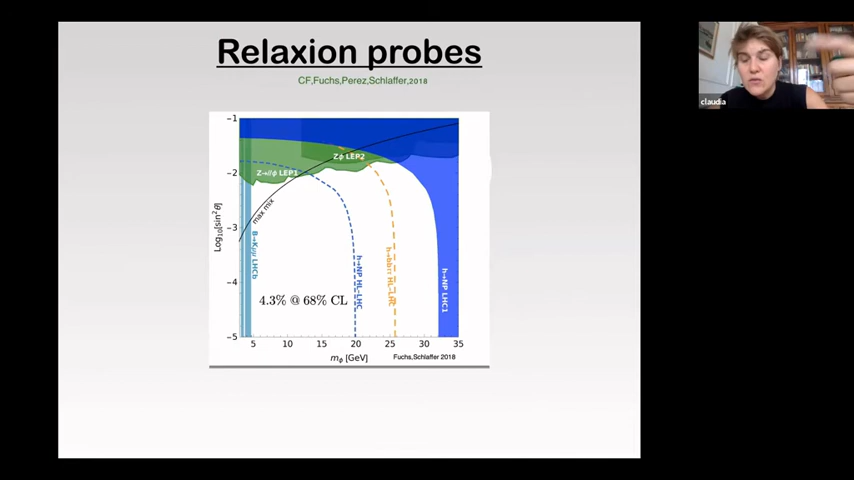 Relaxion probes
CF,Fuchs,Perez,Schlaffer,2018
claudia
−1
Zϕ LEP2
Z→llϕ LEP1
−2
max mix
−3
Log₁₀[sin²θ]
B→Kμμ LHCb
h→NP HL-LHC
h→bbττ HL-LHC
h→NP LHC1
−4
4.3% @ 68% CL
−5
5 10 15 20 25 30 35
mϕ [GeV]
Fuchs,Schlaffer 2018